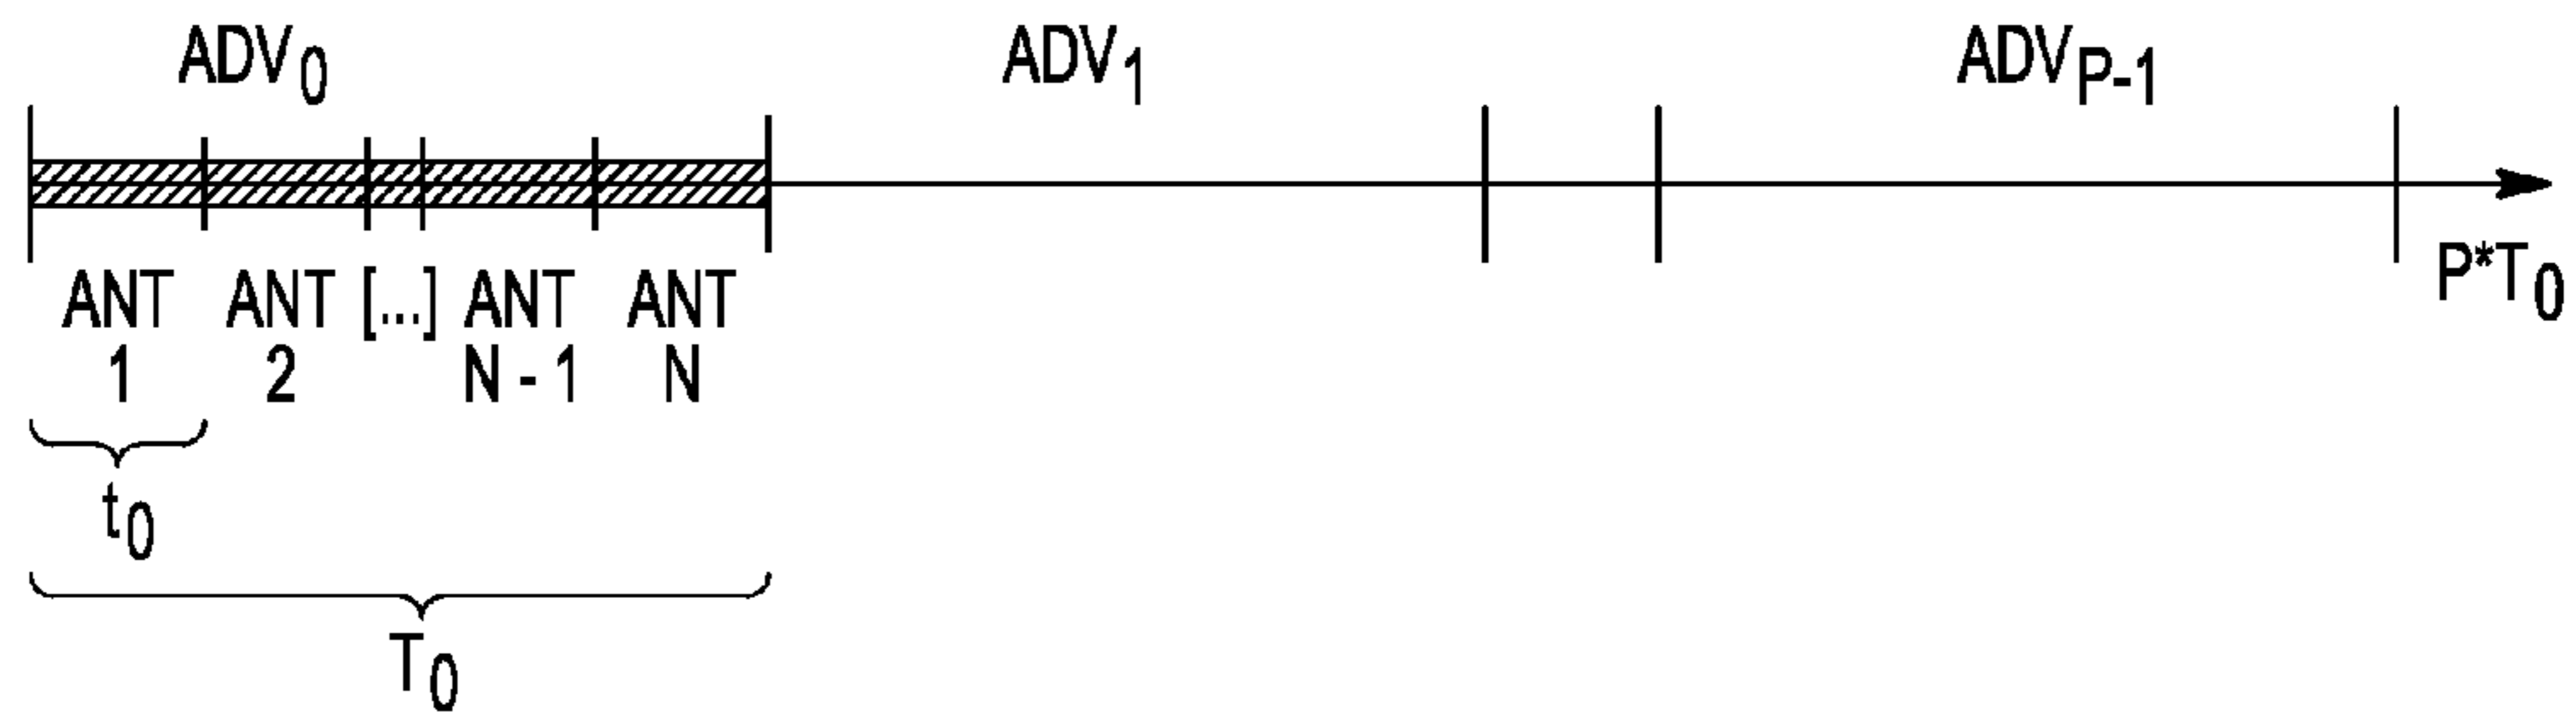 ADV0 ADV1 ADVP-1
ANT 1 ANT 2 [...] ANT N - 1 ANT N P*T0
t0
T0